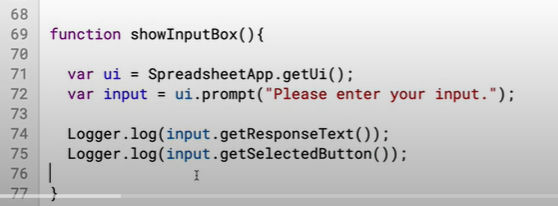 68
69 function showInputBox(){
70
71 var ui = SpreadsheetApp.getUi();
72 var input = ui.prompt("Please enter your input.");
73
74 Logger.log(input.getResponseText());
75 Logger.log(input.getSelectedButton());
76
77 }